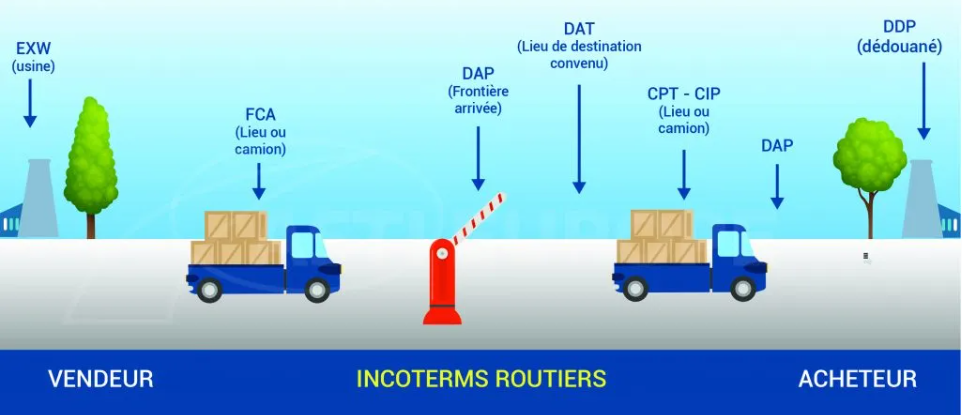 EXW
(usine)
FCA
(Lieu ou
camion)
DAP
(Frontière
arrivée)
DAT
(Lieu de destination
convenu)
CPT - CIP
(Lieu ou
camion)
DAP
DDP
(dédouané)
VENDEUR
INCOTERMS ROUTIERS
ACHETEUR